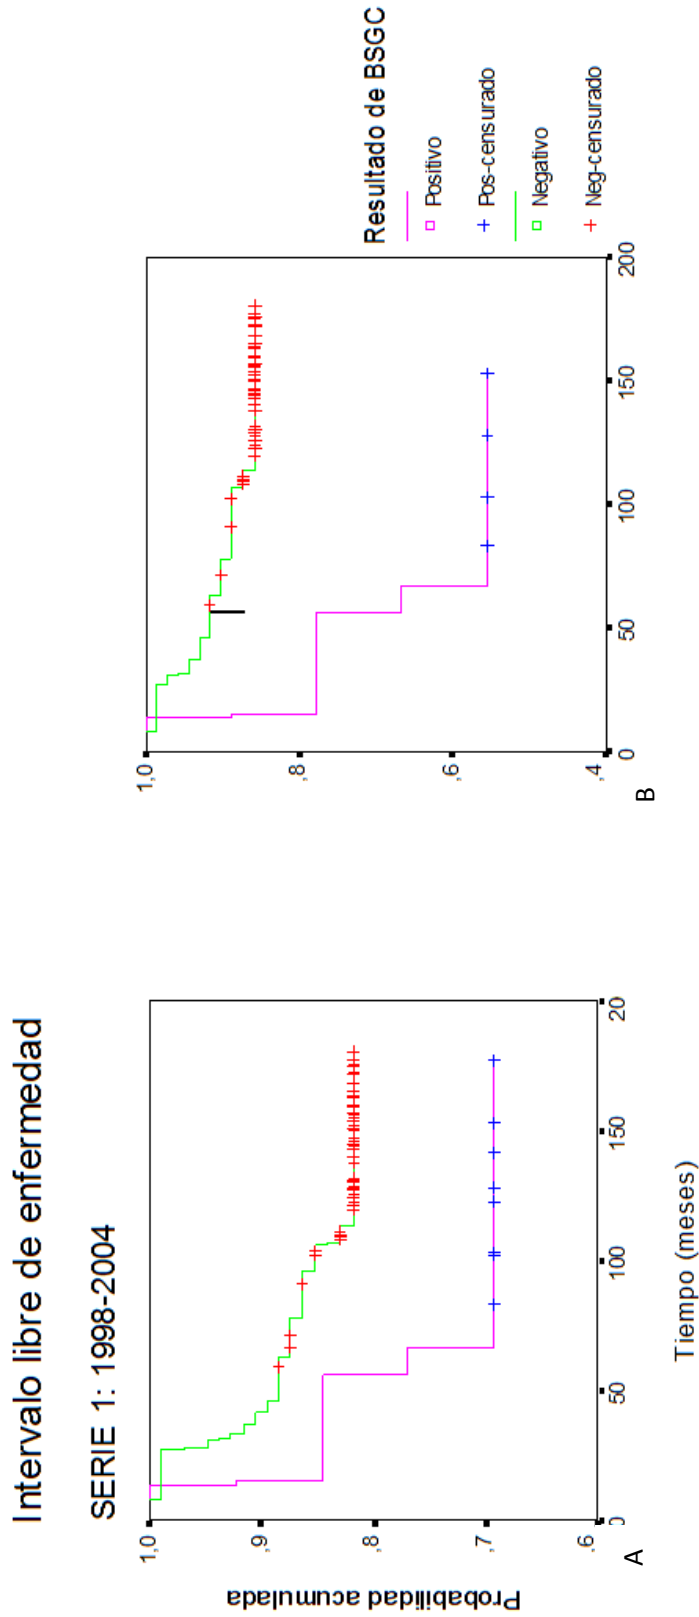 Intervalo libre de enfermedad
SERIE 1: 1998-2004
Probabilidad acumulada
1,0
,9
,8
,7
,6
0
50
100
150
20
Tiempo (meses)
A
1,0
,8
,6
,4
0
50
100
150
200
B
Resultado de BSGC
Positivo
Pos-censurado
Negativo
Neg-censurado